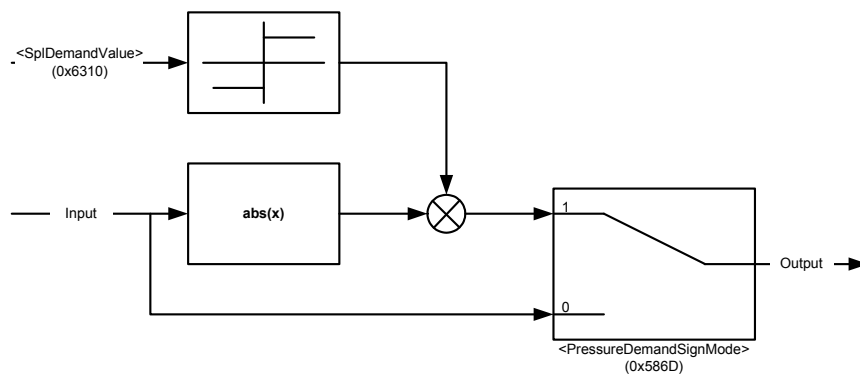 <SplDemandValue>
(0x6310)
Input
abs(x)
1
Output
0
<PressureDemandSignMode>
(0x586D)